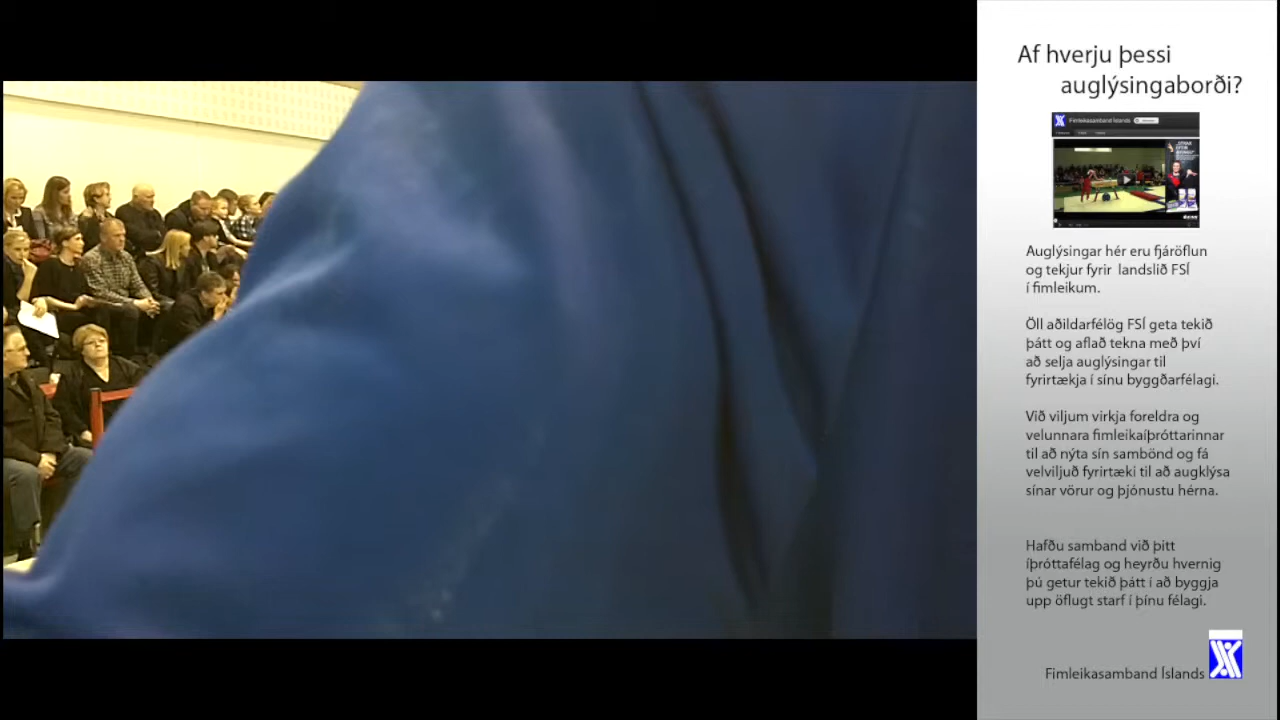 Af hverju þessi
auglýsingaborði?
Fimleikasamband Íslands
Auglýsingar hér eru fjáröflun
og tekjur fyrir landslið FSÍ
í fimleikum.
Öll aðildarfélög FSÍ geta tekið
þátt og aflað tekna með því
að selja auglýsingar til
fyrirtækja í sínu byggðarfélagi.
Við viljum virkja foreldra og
velunnara fimleikaíþróttarinnar
til að nýta sín sambönd og fá
velviljuð fyrirtæki til að augklýsa
sínar vörur og þjónustu hérna.
Hafðu samband við þitt
íþróttafélag og heyrðu hvernig
þú getur tekið þátt í að byggja
upp öflugt starf í þínu félagi.
Fimleikasamband Íslands